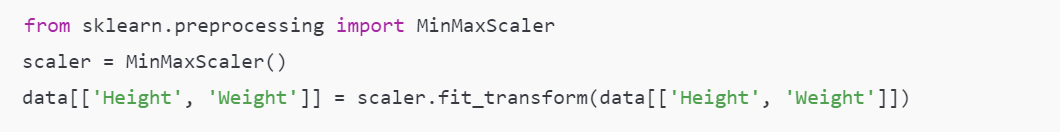 from sklearn.preprocessing import MinMaxScaler
scaler = MinMaxScaler()
data[['Height', 'Weight']] = scaler.fit_transform(data[['Height', 'Weight']])